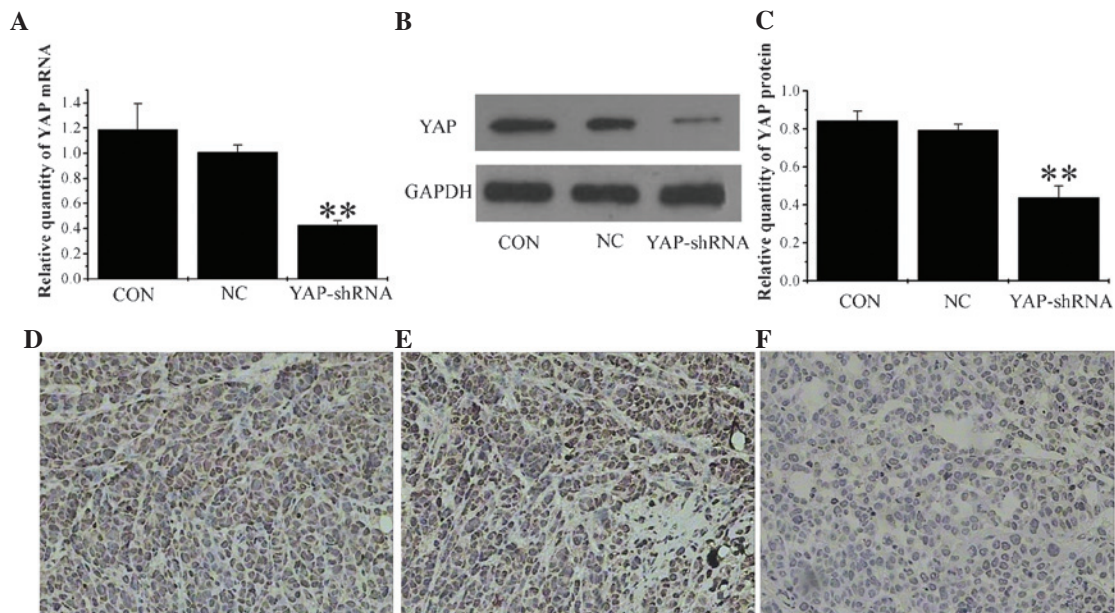 A
B
C
Relative quantity of YAP mRNA
1.4
1.2
1.0
0.8
0.6
0.4
0.2
0.0
**
CON
NC
YAP-shRNA
YAP
GAPDH
CON
NC
YAP-shRNA
Relative quantity of YAP protein
1.0
0.8
0.6
0.4
0.2
0.0
**
CON
NC
YAP-shRNA
D
E
F